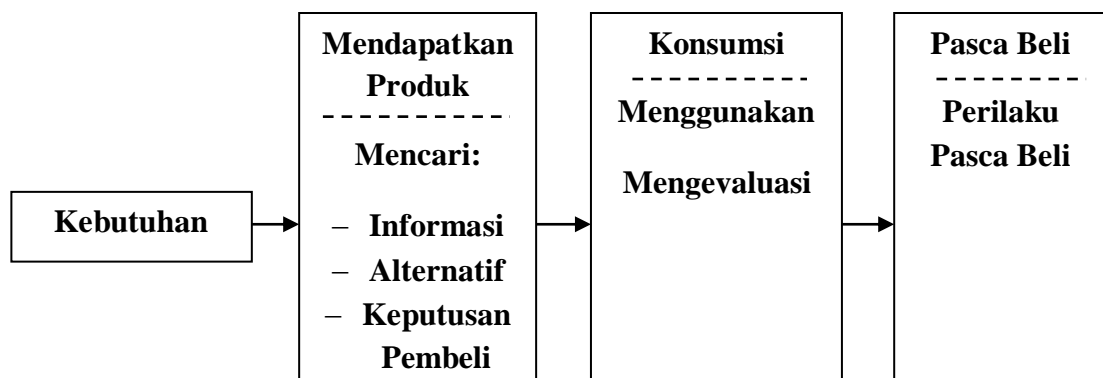 Kebutuhan
Mendapatkan
Produk
Mencari:
– Informasi
– Alternatif
– Keputusan
Pembeli
Konsumsi
Menggunakan
Mengevaluasi
Pasca Beli
Perilaku
Pasca Beli